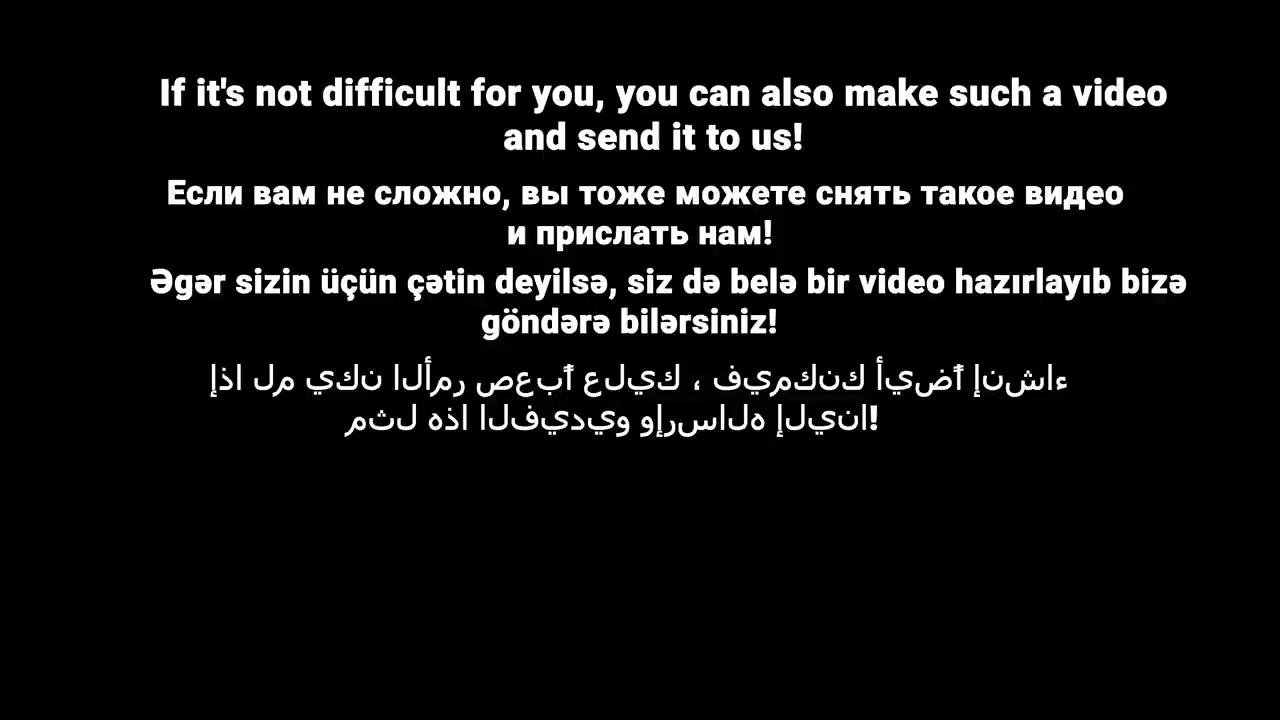 If it's not difficult for you, you can also make such a video
and send it to us!
Если вам не сложно, вы тоже можете снять такое видео
и прислать нам!
Əgər sizin üçün çətin deyilsə, siz də belə bir video hazırlayıb bizə
göndərə bilərsiniz!
إذا لم يكن الأمر صعبًا عليك ، فيمكنك أيضًا إنشاء
مثل هذا الفيديو وإرساله إلينا!